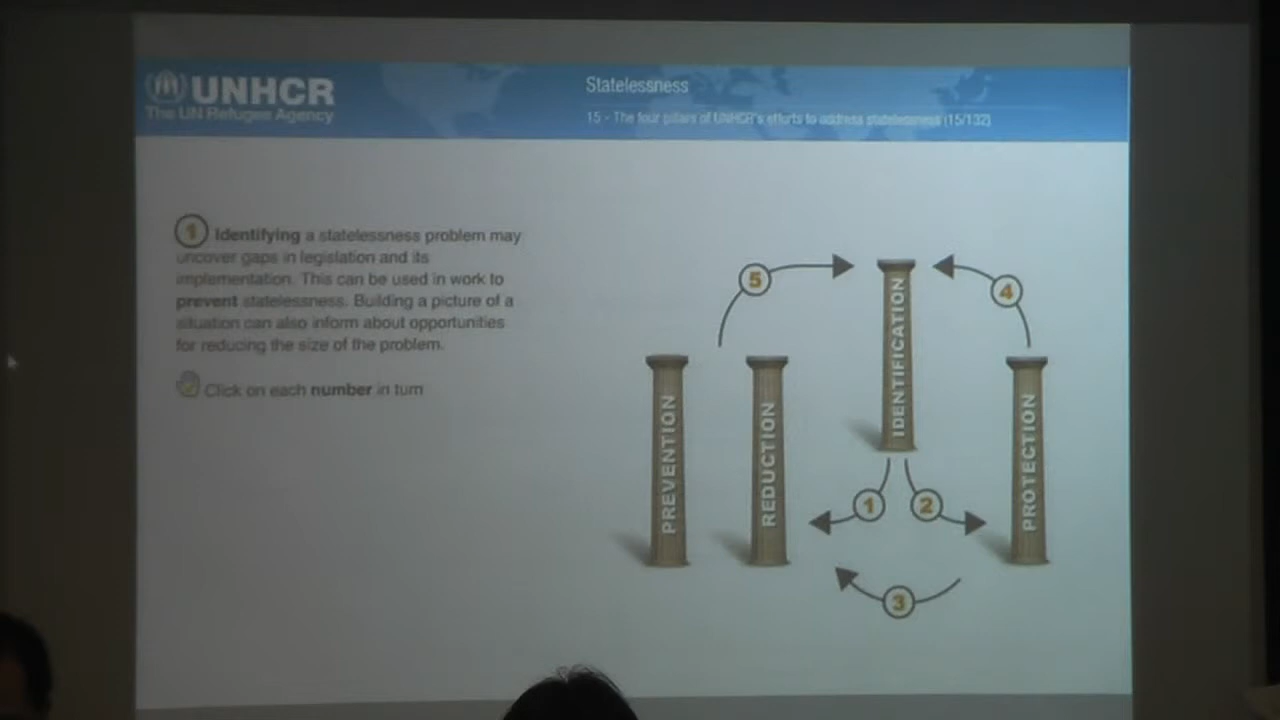 UNHCR
The UN Refugee Agency
Statelessness
15 - The four pillars of UNHCR's efforts to address statelessness (15/132)
1 Identifying a statelessness problem may
uncover gaps in legislation and its
implementation. This can be used in work to
prevent statelessness. Building a picture of a
situation can also inform about opportunities
for reducing the size of the problem.
Click on each number in turn
5
4
IDENTIFICATION
PREVENTION
REDUCTION
PROTECTION
1
2
3